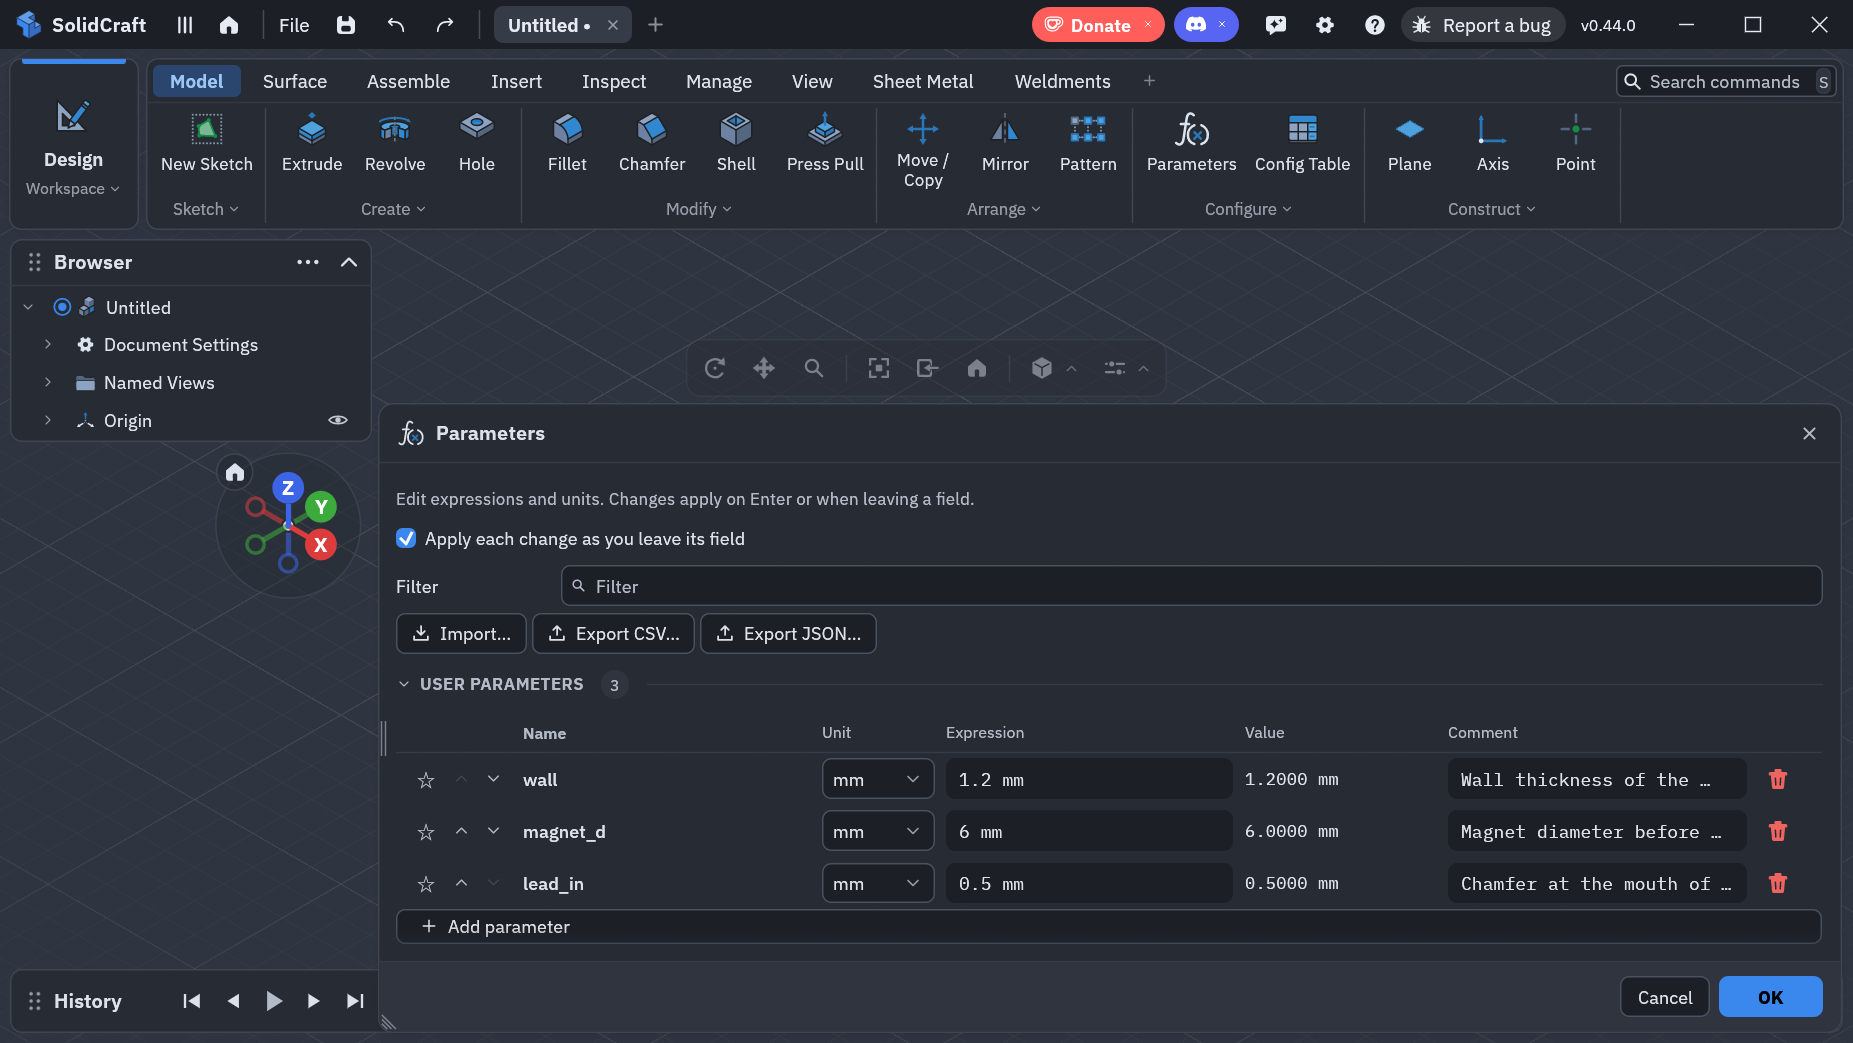 SolidCraft File Untitled • Donate × × Report a bug v0.44.0
Design
Workspace
Model Surface Assemble Insert Inspect Manage View Sheet Metal Weldments + Search commands S
New Sketch Extrude Revolve Hole Fillet Chamfer Shell Press Pull Move / Copy Mirror Pattern Parameters Config Table Plane Axis Point
Sketch Create Modify Arrange Configure Construct
Browser
Untitled
Document Settings
Named Views
Origin
Z
Y
X
Parameters
Edit expressions and units. Changes apply on Enter or when leaving a field.
Apply each change as you leave its field
Filter Filter
Import... Export CSV... Export JSON...
USER PARAMETERS 3
Name Unit Expression Value Comment
wall mm 1.2 mm 1.2000 mm Wall thickness of the …
magnet_d mm 6 mm 6.0000 mm Magnet diameter before …
lead_in mm 0.5 mm 0.5000 mm Chamfer at the mouth of …
+ Add parameter
Cancel OK
History